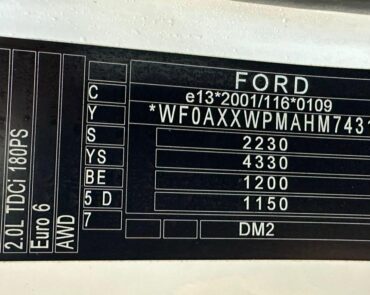 FORD
e13*2001/116*0109
*WF0AXXWPMAHM7431
2230
4330
1200
1150
DM2
C
Y
S
YS
BE
5 D
7
2.0L TDCi 180PS
Euro 6
AWD